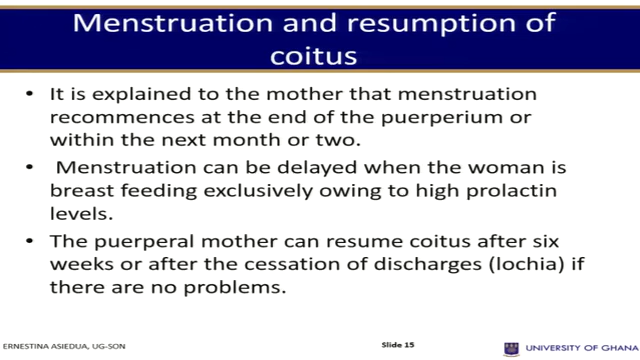 Menstruation and resumption of
coitus
• It is explained to the mother that menstruation
recommences at the end of the puerperium or
within the next month or two.
• Menstruation can be delayed when the woman is
breast feeding exclusively owing to high prolactin
levels.
• The puerperal mother can resume coitus after six
weeks or after the cessation of discharges (lochia) if
there are no problems.
ERNESTINA ASIEDUA, UG-SON
Slide 15
UNIVERSITY OF GHANA